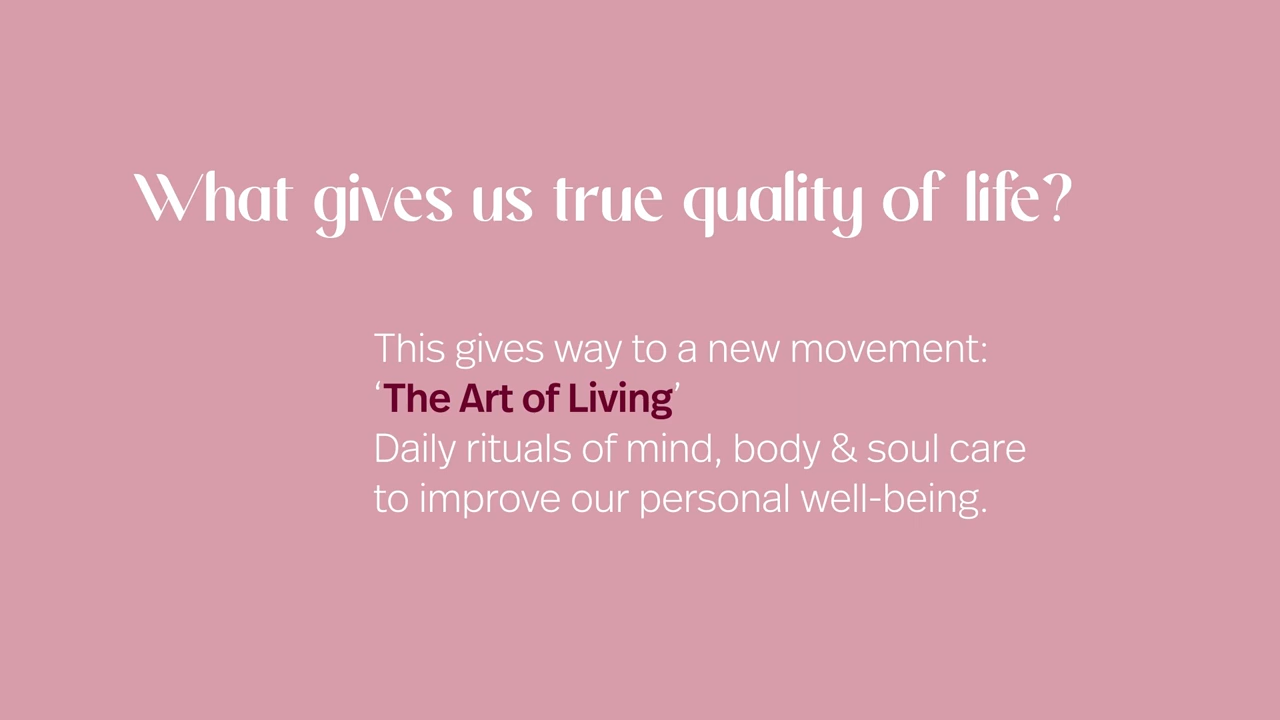 What gives us true quality of life?
This gives way to a new movement:
‘The Art of Living’
Daily rituals of mind, body & soul care
to improve our personal well-being.